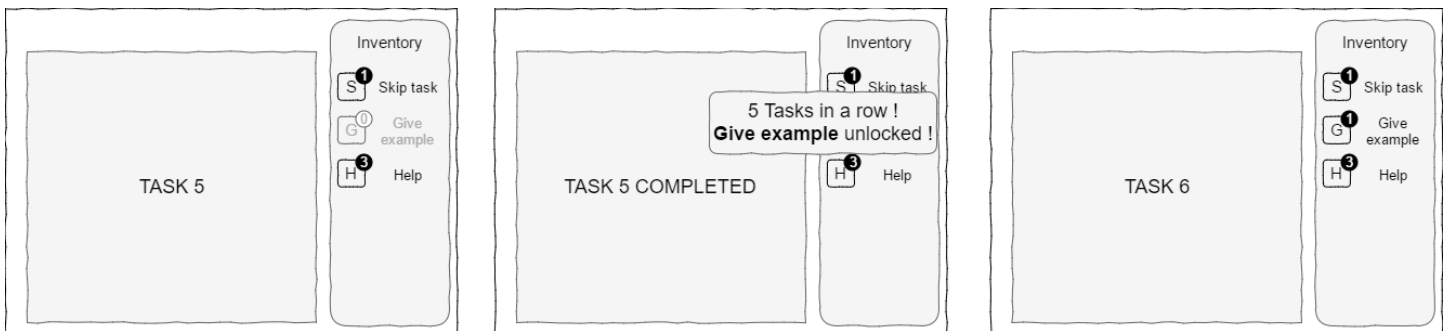 Inventory
S 1 Skip task
G 0 Give
example
H 3 Help
TASK 5
Inventory
S 1 Skip task
5 Tasks in a row !
Give example unlocked !
H 3 Help
TASK 5 COMPLETED
Inventory
S 1 Skip task
G 1 Give
example
H 3 Help
TASK 6